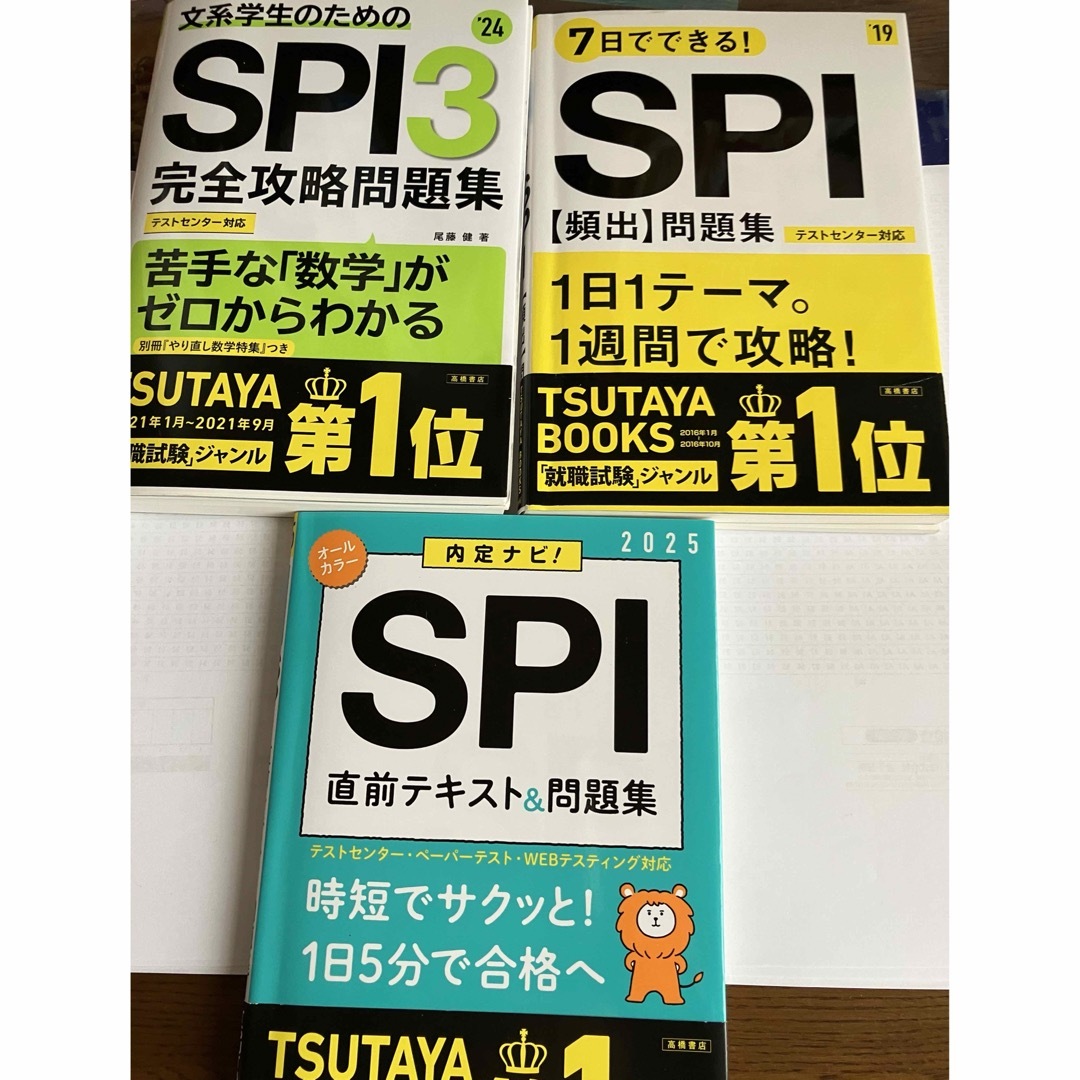 文系学生のための
'24
SPI3
完全攻略問題集
テストセンター対応
尾藤 健 著
苦手な「数学」が
ゼロからわかる
別冊『やり直し数学特集』つき
高橋書店
TSUTAYA
21年1月~2021年9月
職試験」ジャンル
第1位
7日でできる!
'19
SPI
【頻出】問題集
テストセンター対応
1日1テーマ。
1週間で攻略!
高橋書店
TSUTAYA
BOOKS
2016年1月
2016年10月
「就職試験」ジャンル
第1位
オール
カラー
内定ナビ!
2025
SPI
直前テキスト&問題集
テストセンター・ペーパーテスト・WEBテスティング対応
時短でサクッと!
1日5分で合格へ
高橋書店
TSUTAYA
1